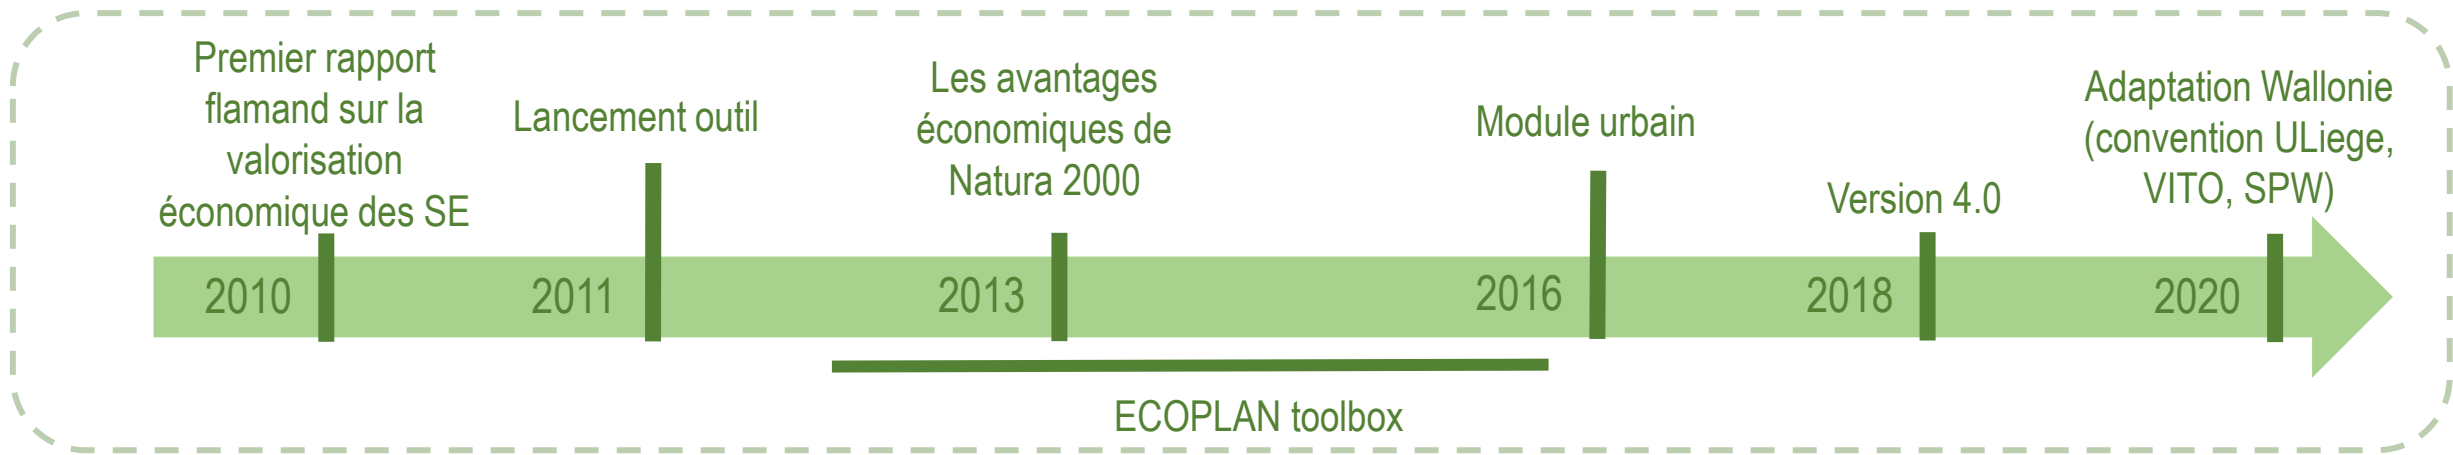 Premier rapport
flamand sur la
valorisation
économique des SE
Lancement outil
Les avantages
économiques de
Natura 2000
Module urbain
Version 4.0
Adaptation Wallonie
(convention ULiege,
VITO, SPW)
2010
2011
2013
2016
2018
2020
ECOPLAN toolbox